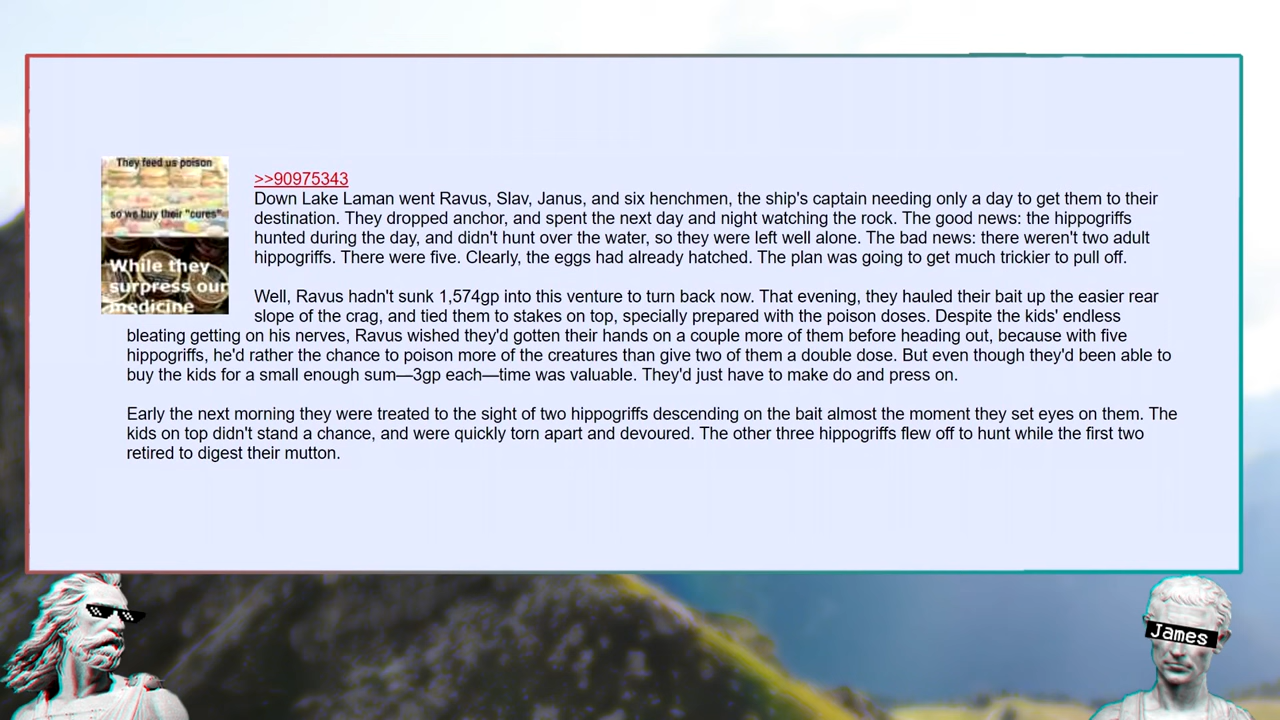 They feed us poison
so we buy their "cures"
While they
surpress our
medicine
>>90975343
Down Lake Laman went Ravus, Slav, Janus, and six henchmen, the ship's captain needing only a day to get them to their
destination. They dropped anchor, and spent the next day and night watching the rock. The good news: the hippogriffs
hunted during the day, and didn't hunt over the water, so they were left well alone. The bad news: there weren't two adult
hippogriffs. There were five. Clearly, the eggs had already hatched. The plan was going to get much trickier to pull off.
Well, Ravus hadn't sunk 1,574gp into this venture to turn back now. That evening, they hauled their bait up the easier rear
slope of the crag, and tied them to stakes on top, specially prepared with the poison doses. Despite the kids' endless
bleating getting on his nerves, Ravus wished they'd gotten their hands on a couple more of them before heading out, because with five
hippogriffs, he'd rather the chance to poison more of the creatures than give two of them a double dose. But even though they'd been able to
buy the kids for a small enough sum—3gp each—time was valuable. They'd just have to make do and press on.
Early the next morning they were treated to the sight of two hippogriffs descending on the bait almost the moment they set eyes on them. The
kids on top didn't stand a chance, and were quickly torn apart and devoured. The other three hippogriffs flew off to hunt while the first two
retired to digest their mutton.
James